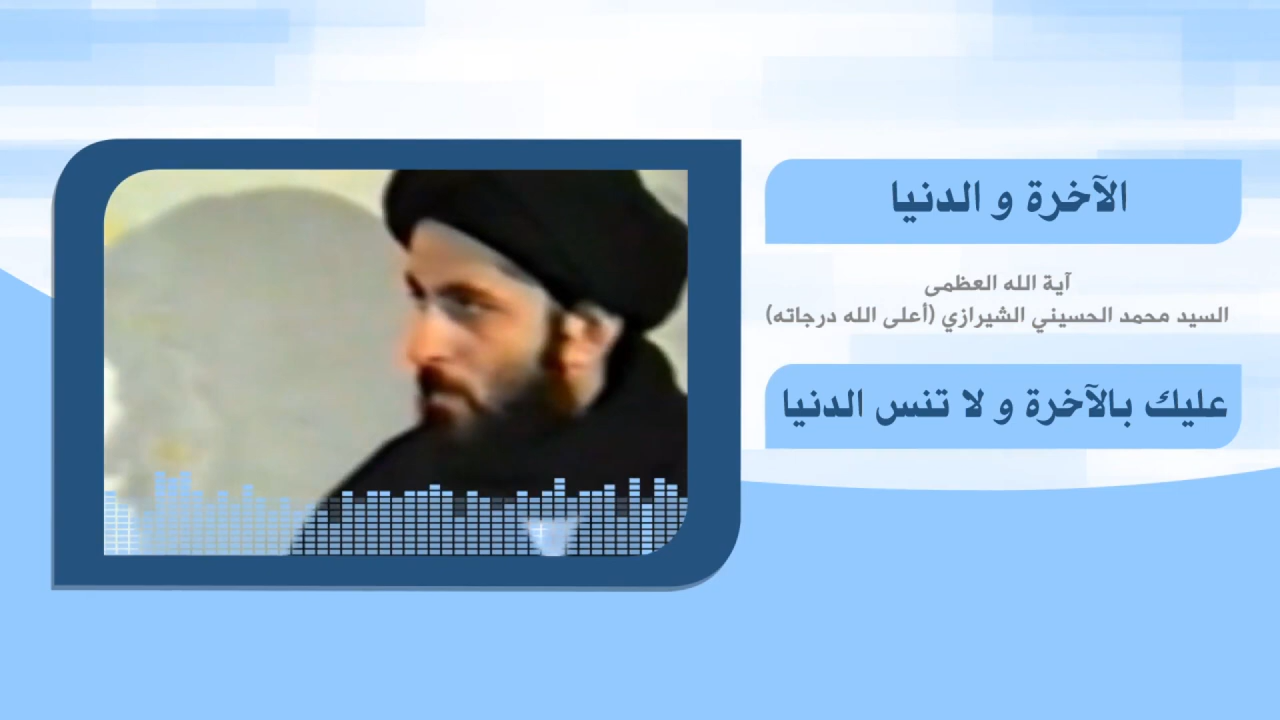 الآخرة و الدنيا
آية الله العظمى
السيد محمد الحسيني الشيرازي (أعلى الله درجاته)
عليك بالآخرة و لا تنس الدنيا